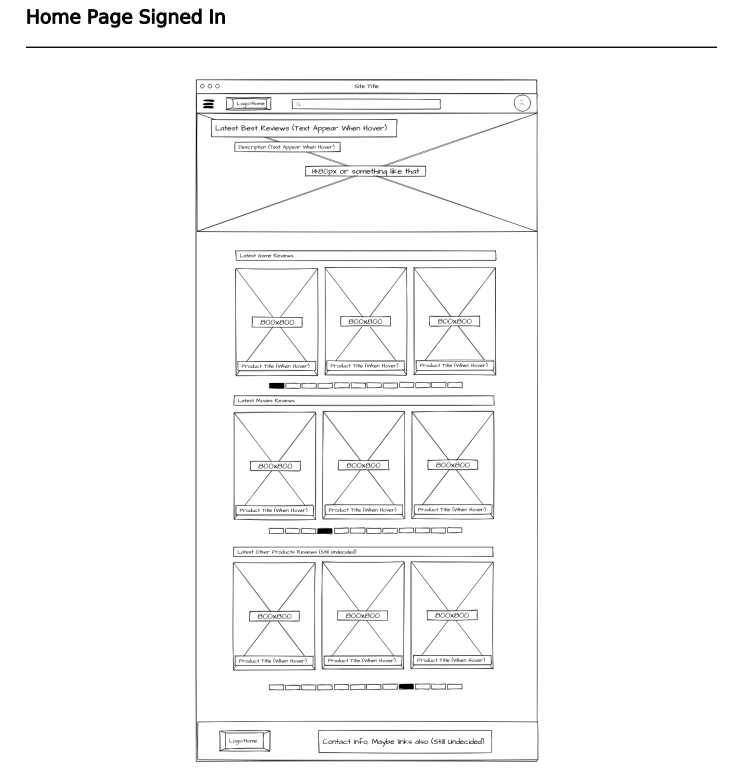 Home Page Signed In
Site Title
Logo/Home
Latest Best Reviews (Text Appear When Hover)
Description (Text Appear When Hover)
1480px or something like that
Latest Game Reviews
800x800 800x800 800x800
Product Title (When Hover) Product Title (When Hover) Product Title (When Hover)
Latest Movies Reviews
800x800 800x800 800x800
Product Title (When Hover) Product Title (When Hover) Product Title (When Hover)
Latest Other Products Reviews (Still Undecided)
800x800 800x800 800x800
Product Title (When Hover) Product Title (When Hover) Product Title (When Hover)
Logo/Home
Contact Info, Maybe links also (Still Undecided)